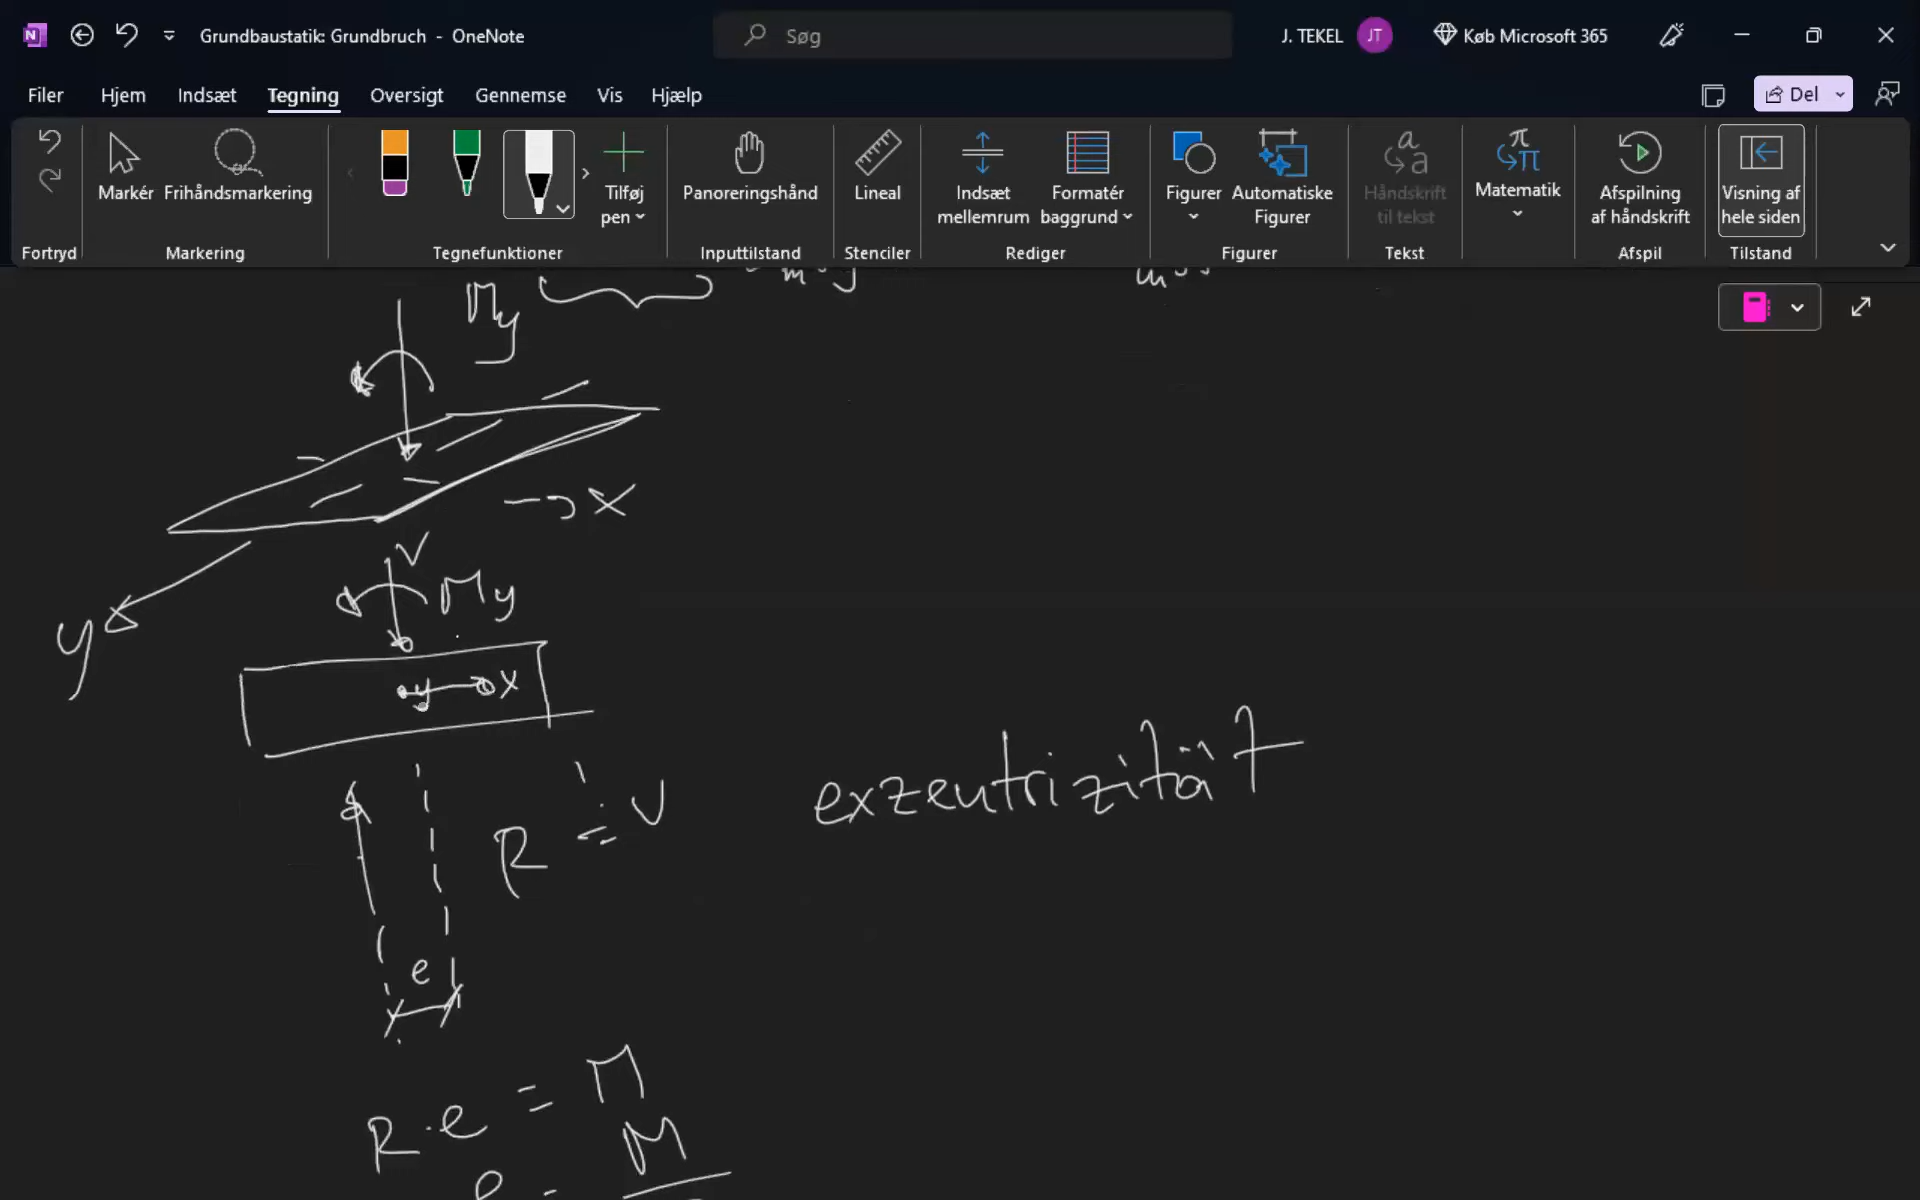 Grundbaustatik: Grundbruch - OneNote
Søg
J. TEKEL
JT
Køb Microsoft 365
Filer Hjem Indsæt Tegning Oversigt Gennemse Vis Hjælp
Del
Markér
Frihåndsmarkering
Tilføj
pen
Panoreringshånd
Lineal
Indsæt
mellemrum
Formatér
baggrund
Figurer
Automatiske
Figurer
Håndskrift
til tekst
Matematik
Afspilning
af håndskrift
Visning af
hele siden
Fortryd
Markering
Tegnefunktioner
Inputtilstand
Stenciler
Rediger
Figurer
Tekst
Afspil
Tilstand
My
x
y
V
My
y x
R = V
exzentrizität
e
R · e = M
e = M